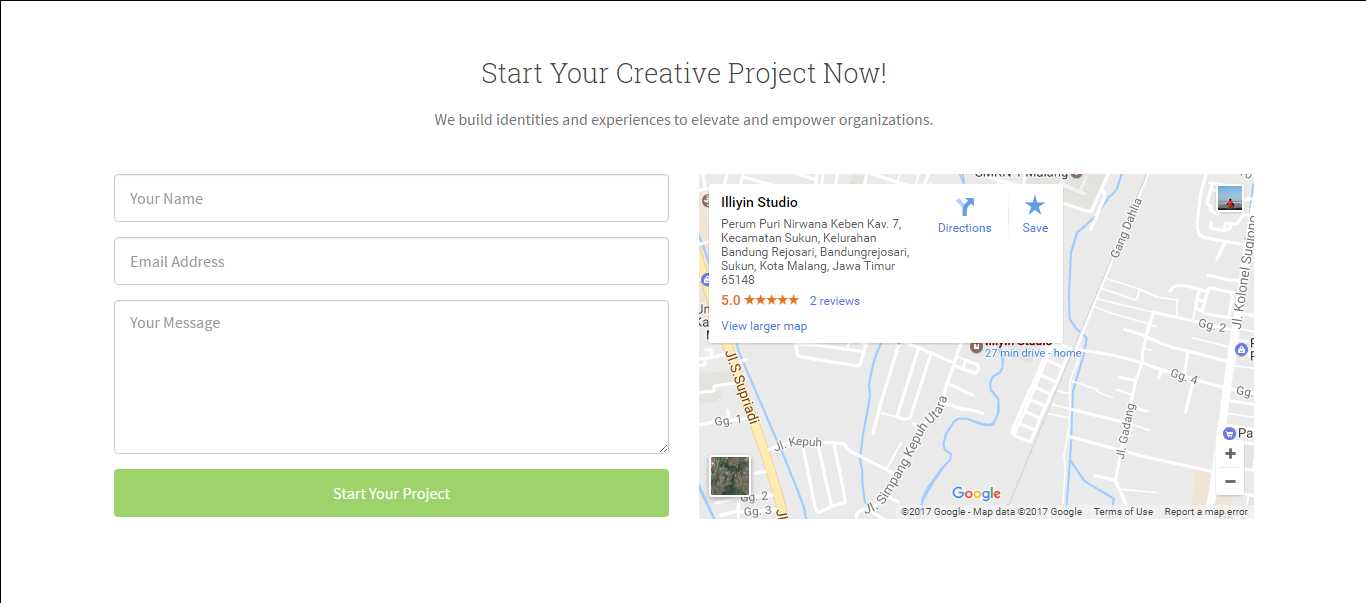 Start Your Creative Project Now!
We build identities and experiences to elevate and empower organizations.
Your Name
Email Address
Your Message
Start Your Project
SMKN 1 Malang
Illiyin Studio
Perum Puri Nirwana Keben Kav. 7,
Kecamatan Sukun, Kelurahan
Bandung Rejosari, Bandungrejosari,
Sukun, Kota Malang, Jawa Timur
65148
5.0
2 reviews
View larger map
Directions
Save
Illiyin Studio
27 min drive - home
Gang Dahlia
Jl. Kolonel Sugiono
Gg. 2
Gg. 4
Gg.
Jl. Gadang
Pa
Jl.S.Supriadi
Gg. 1
Jl. Kepuh
Jl. Simpang Kepuh Utara
Gg. 2
Gg. 3
Jl
Google
©2017 Google - Map data ©2017 Google
Terms of Use
Report a map error